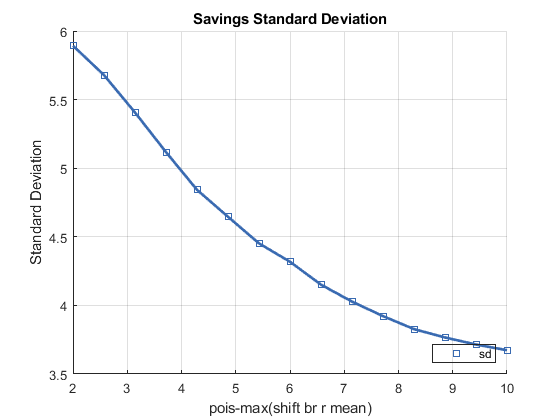 Savings Standard Deviation
6
5.5
5
4.5
4
3.5
Standard Deviation
sd
2 3 4 5 6 7 8 9 10
pois-max(shift br r mean)